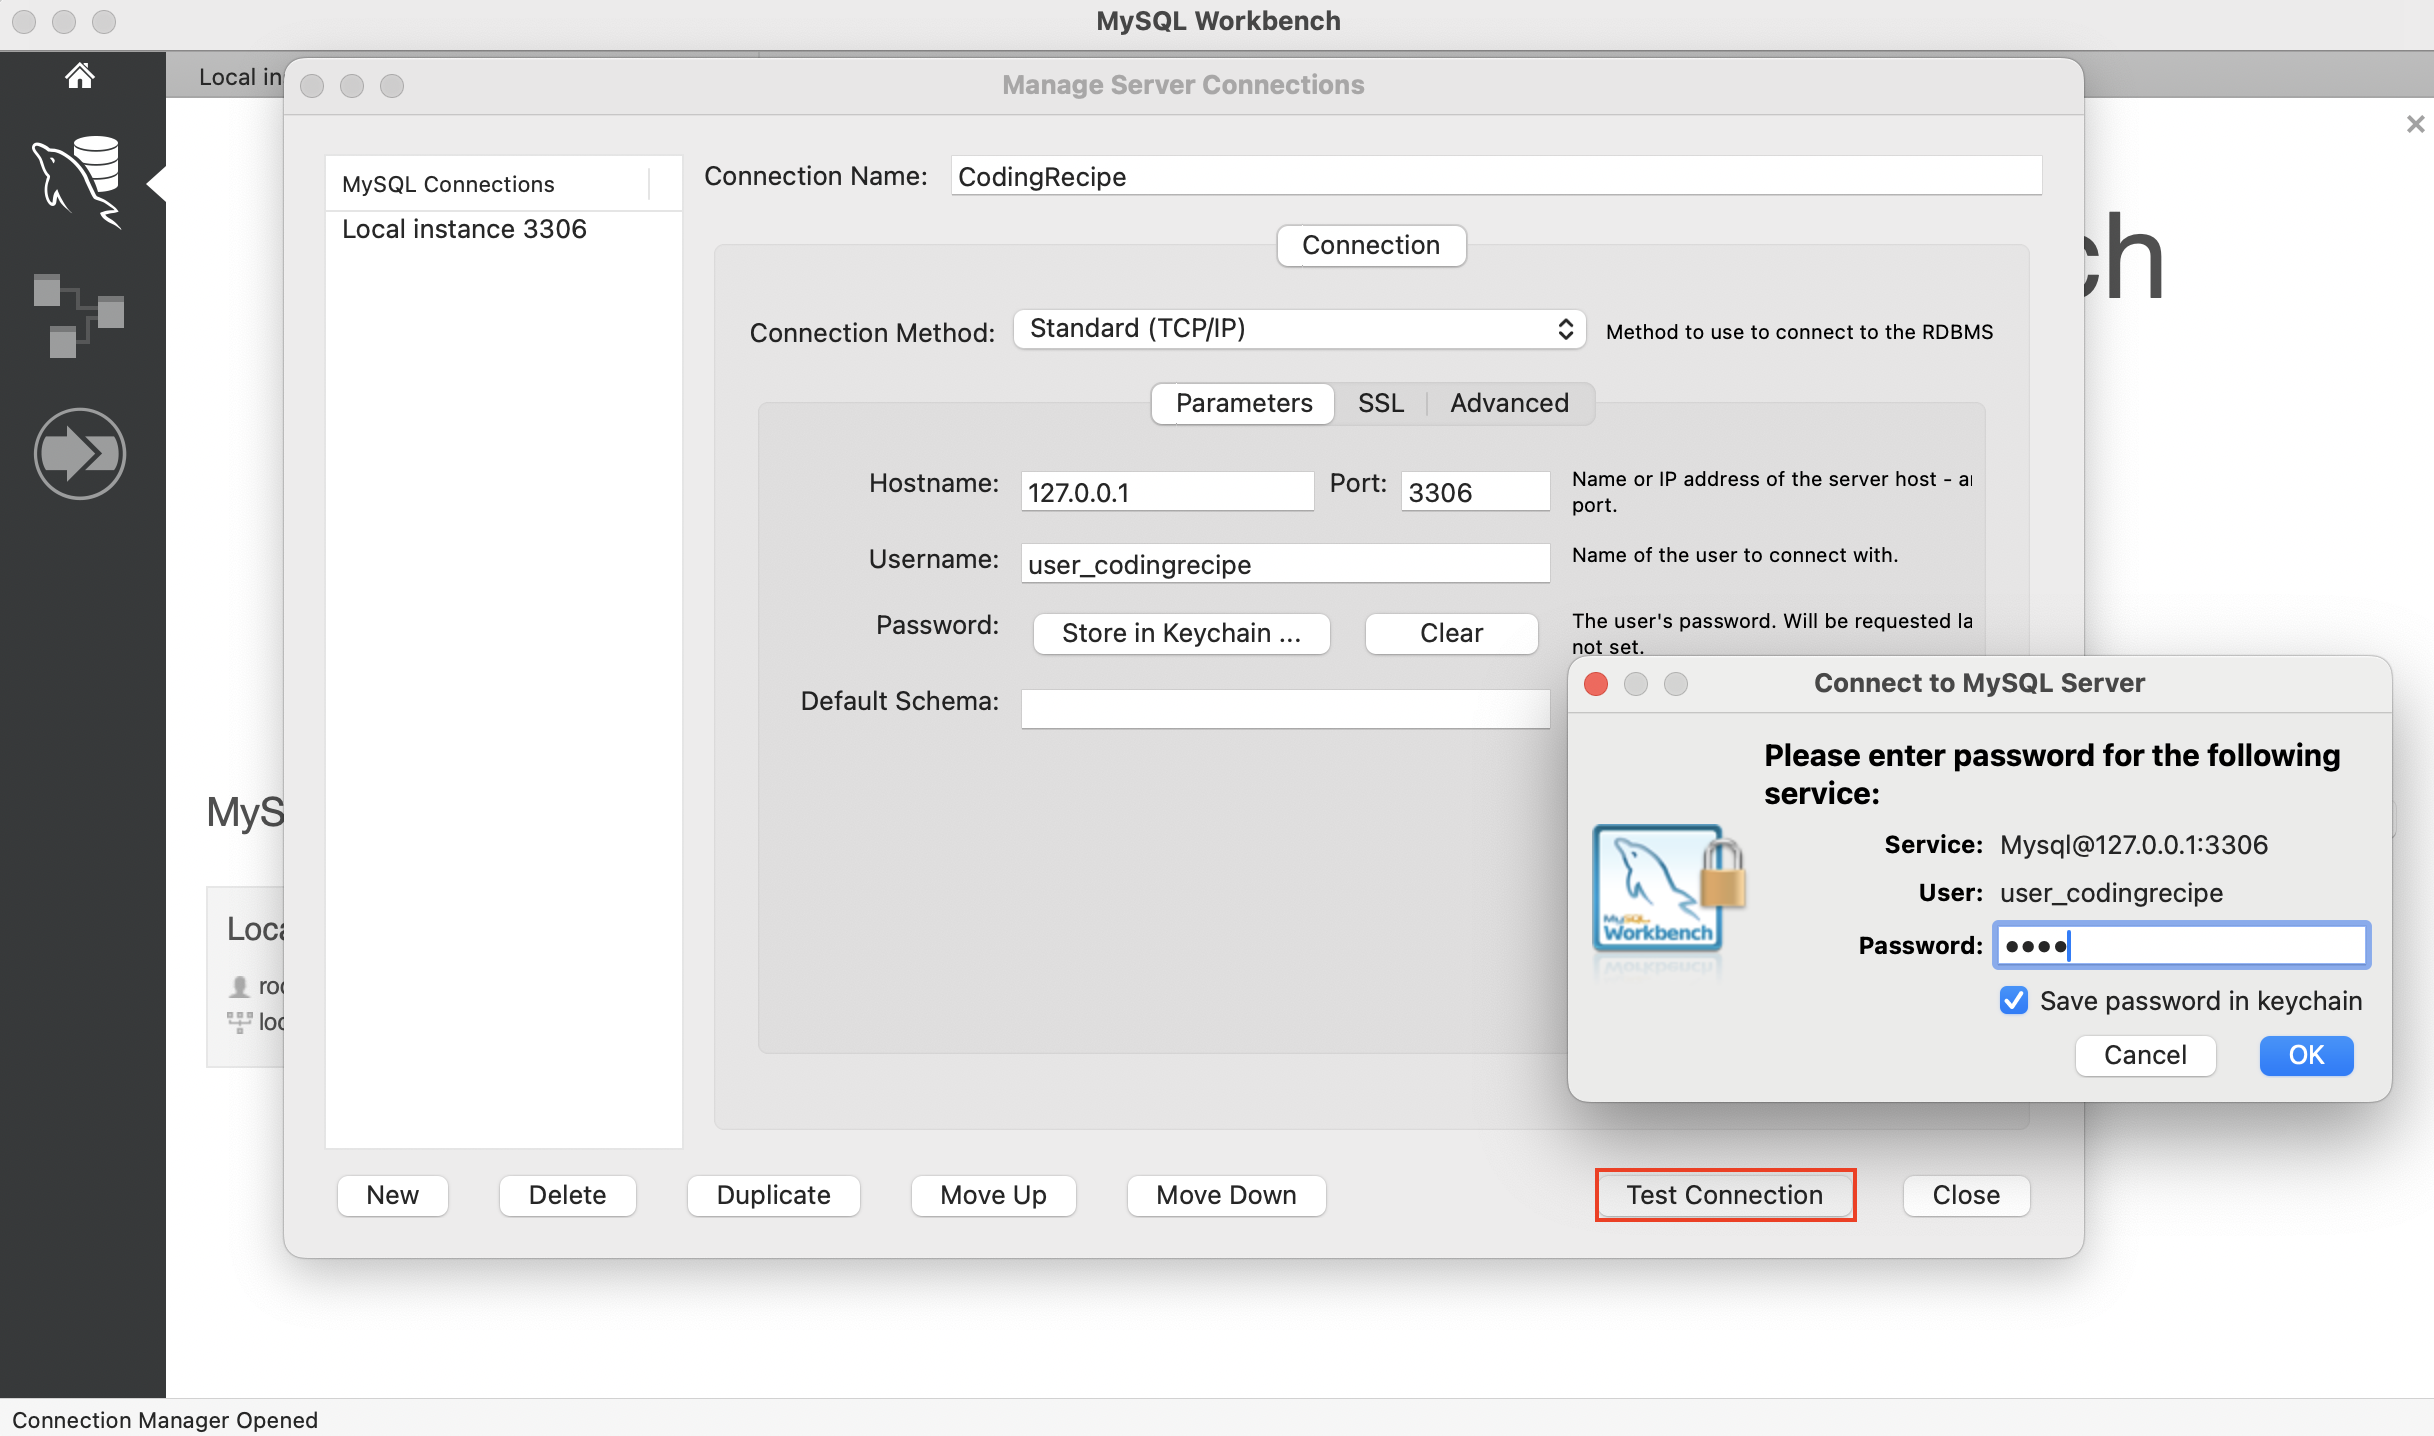 MySQL Workbench
Local in
Manage Server Connections
MySQL Connections
Local instance 3306
Connection Name: CodingRecipe
Connection
ch
Connection Method: Standard (TCP/IP) Method to use to connect to the RDBMS
Parameters SSL Advanced
Hostname: 127.0.0.1 Port: 3306 Name or IP address of the server host - a
port.
Username: user_codingrecipe Name of the user to connect with.
Password: Store in Keychain ... Clear The user's password. Will be requested la
not set.
Default Schema:
Connect to MySQL Server
Please enter password for the following
service:
Service: Mysql@127.0.0.1:3306
User: user_codingrecipe
Password: ••••
Save password in keychain
Cancel OK
MySQL
Workbench
MyS
Loca
roo
loc
New Delete Duplicate Move Up Move Down Test Connection Close
Connection Manager Opened